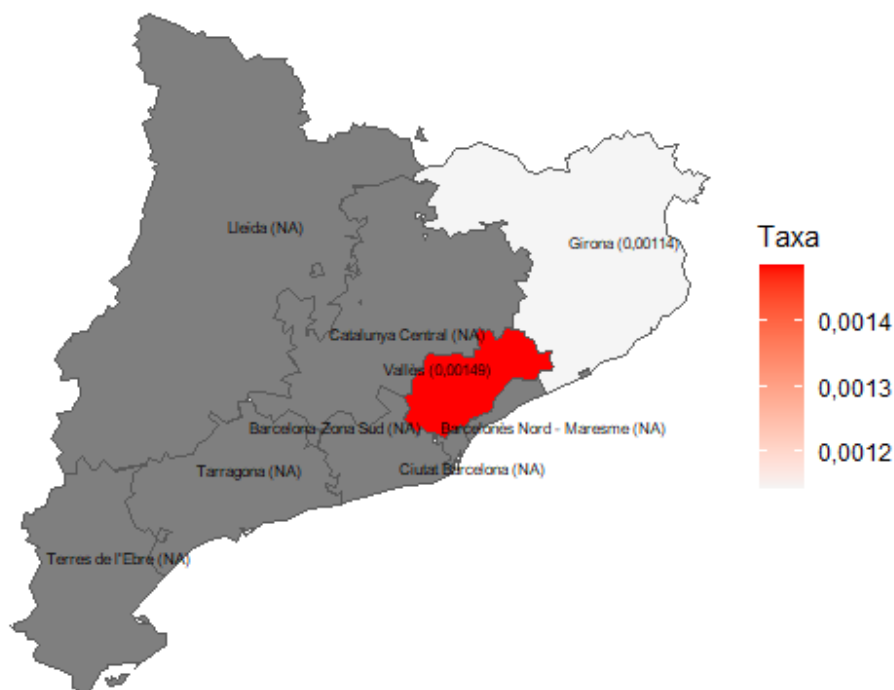 Lleida (NA)
Girona (0,00114)
Catalunya Central (NA)
Vallès (0,00149)
Barcelona-Zona Sud (NA)
Barcelonès Nord - Maresme (NA)
Tarragona (NA)
Ciutat Barcelona (NA)
Terres de l'Ebre (NA)
Taxa
0,0014
0,0013
0,0012